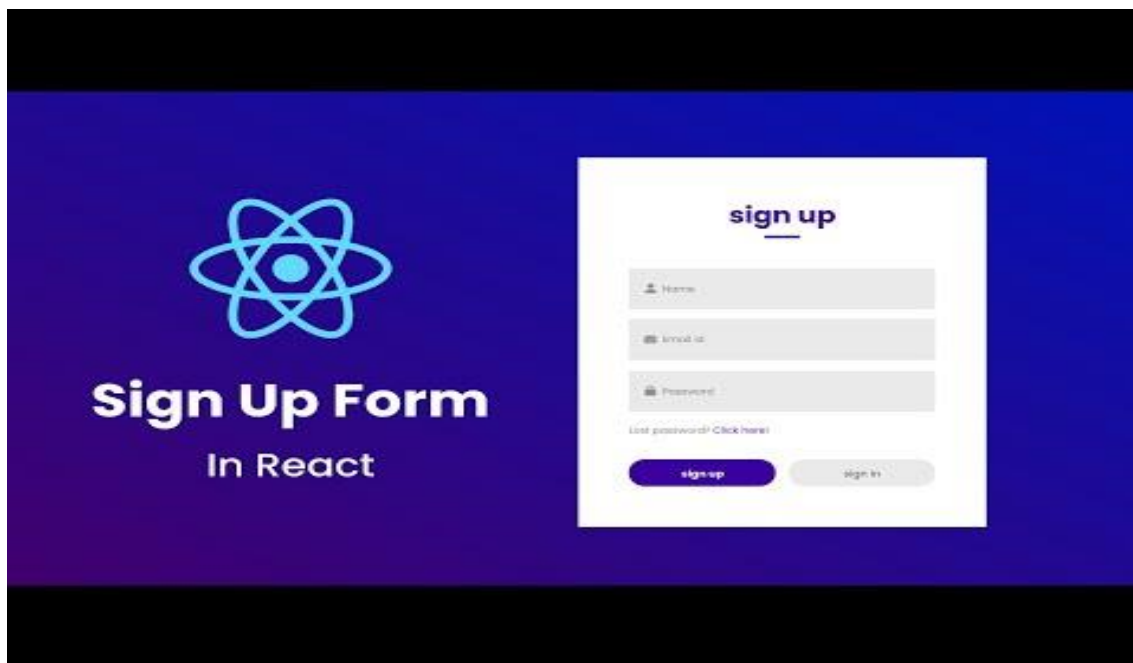 Sign Up Form
In React
sign up
Name
Email id
Password
Lost password? Click here!
sign up
sign in